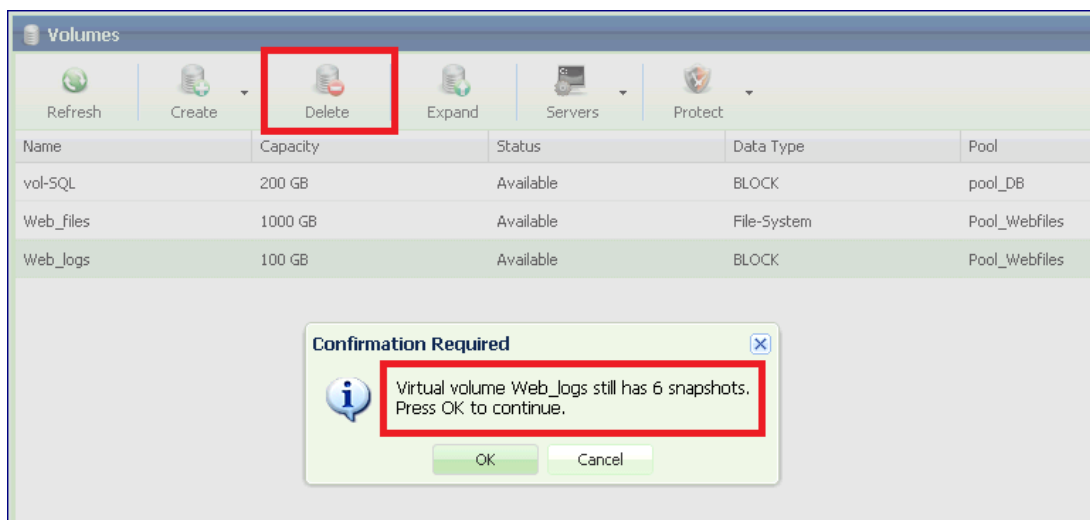 Volumes
Refresh Create Delete Expand Servers Protect
Name Capacity Status Data Type Pool
vol-SQL 200 GB Available BLOCK pool_DB
Web_files 1000 GB Available File-System Pool_Webfiles
Web_logs 100 GB Available BLOCK Pool_Webfiles
Confirmation Required
Virtual volume Web_logs still has 6 snapshots.
Press OK to continue.
OK Cancel